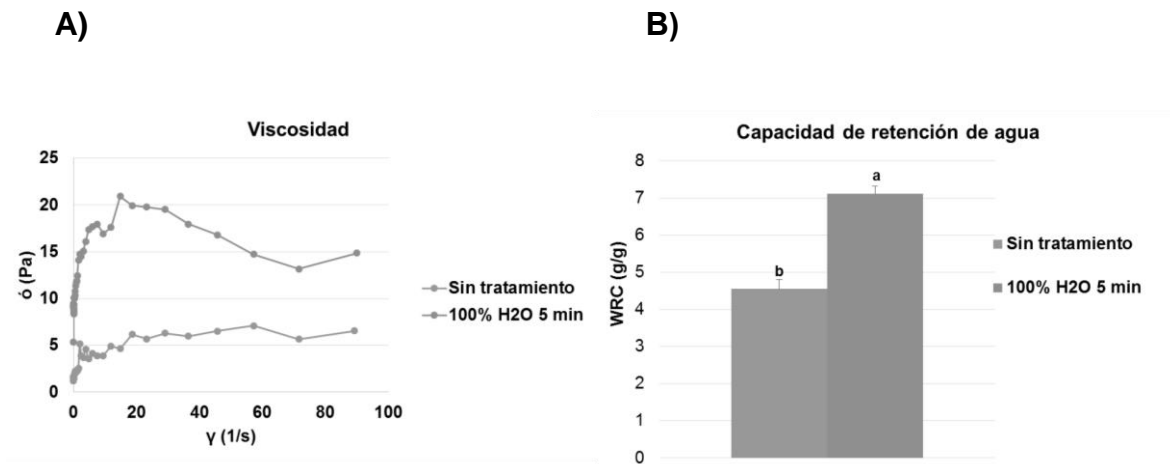 A)
B)
Viscosidad
25
20
15
10
5
0
ó (Pa)
0 20 40 60 80 100
γ (1/s)
Sin tratamiento
100% H2O 5 min
Capacidad de retención de agua
8
7
6
5
4
3
2
1
0
WRC (g/g)
b
a
Sin tratamiento
100% H2O 5 min